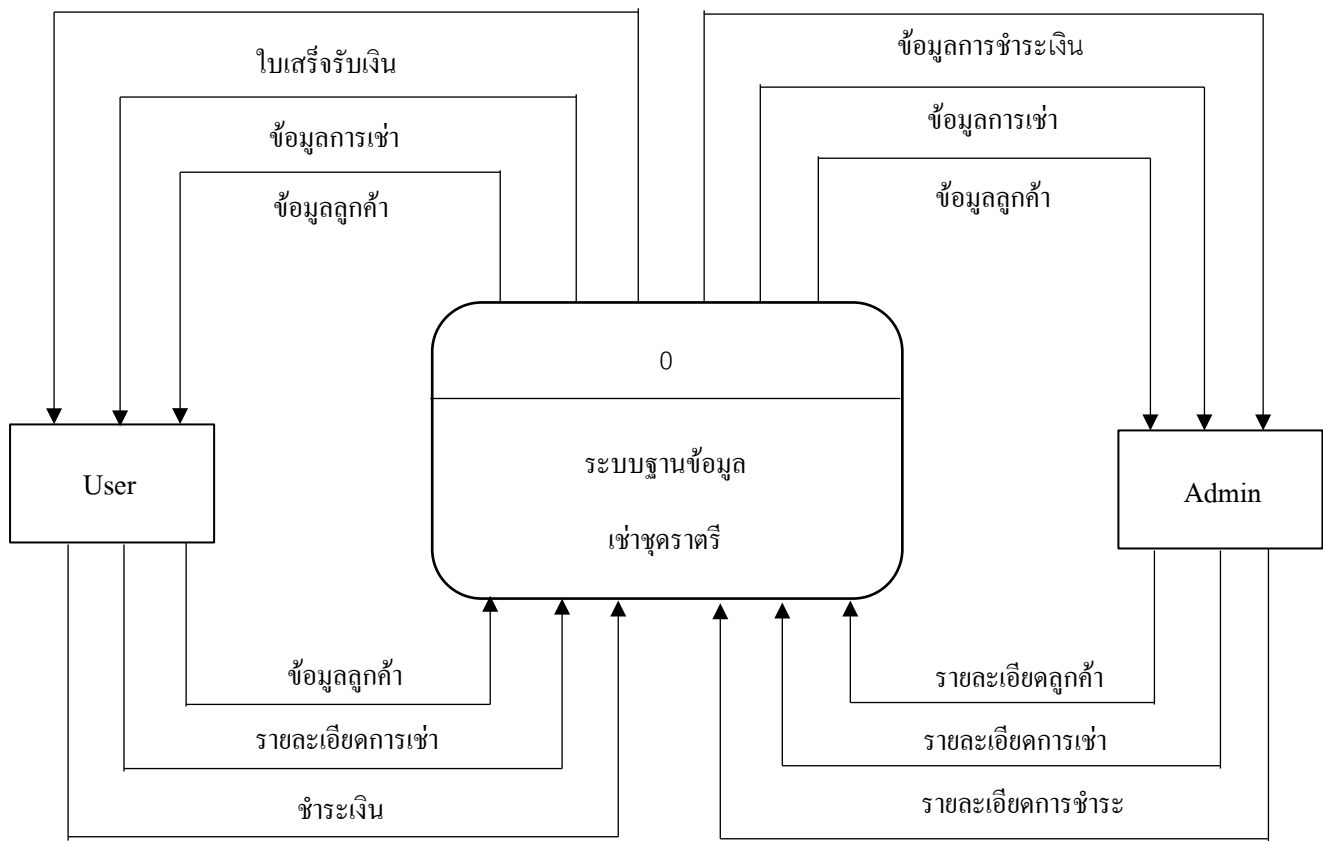 ใบเสร็จรับเงิน
ข้อมูลการเช่า
ข้อมูลลูกค้า
ข้อมูลการชำระเงิน
ข้อมูลการเช่า
ข้อมูลลูกค้า
0
ระบบฐานข้อมูล
เช่าชุดราตรี
User
Admin
ข้อมูลลูกค้า
รายละเอียดการเช่า
ชำระเงิน
รายละเอียดลูกค้า
รายละเอียดการเช่า
รายละเอียดการชำระ